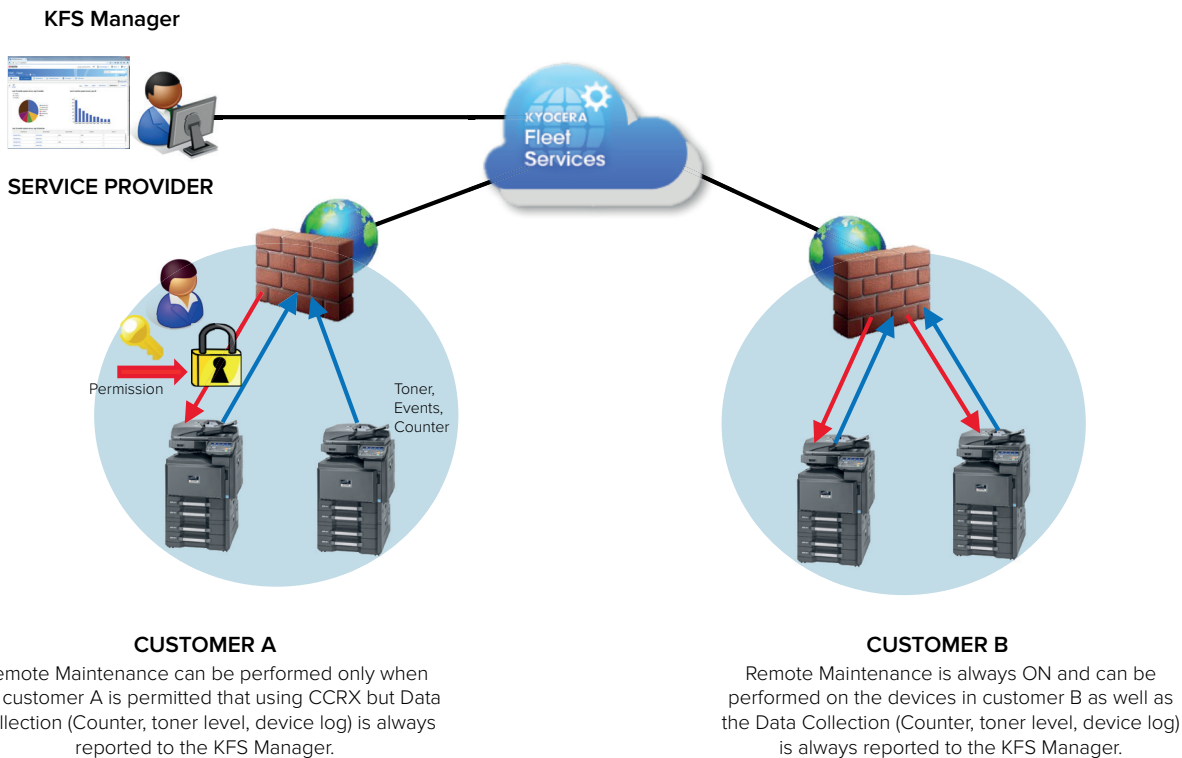 KFS Manager
KYOCERA
Fleet
Services
SERVICE PROVIDER
Permission
Toner,
Events,
Counter
CUSTOMER A
emote Maintenance can be performed only when
customer A is permitted that using CCRX but Data
llection (Counter, toner level, device log) is always
reported to the KFS Manager.
CUSTOMER B
Remote Maintenance is always ON and can be
performed on the devices in customer B as well as
the Data Collection (Counter, toner level, device log)
is always reported to the KFS Manager.